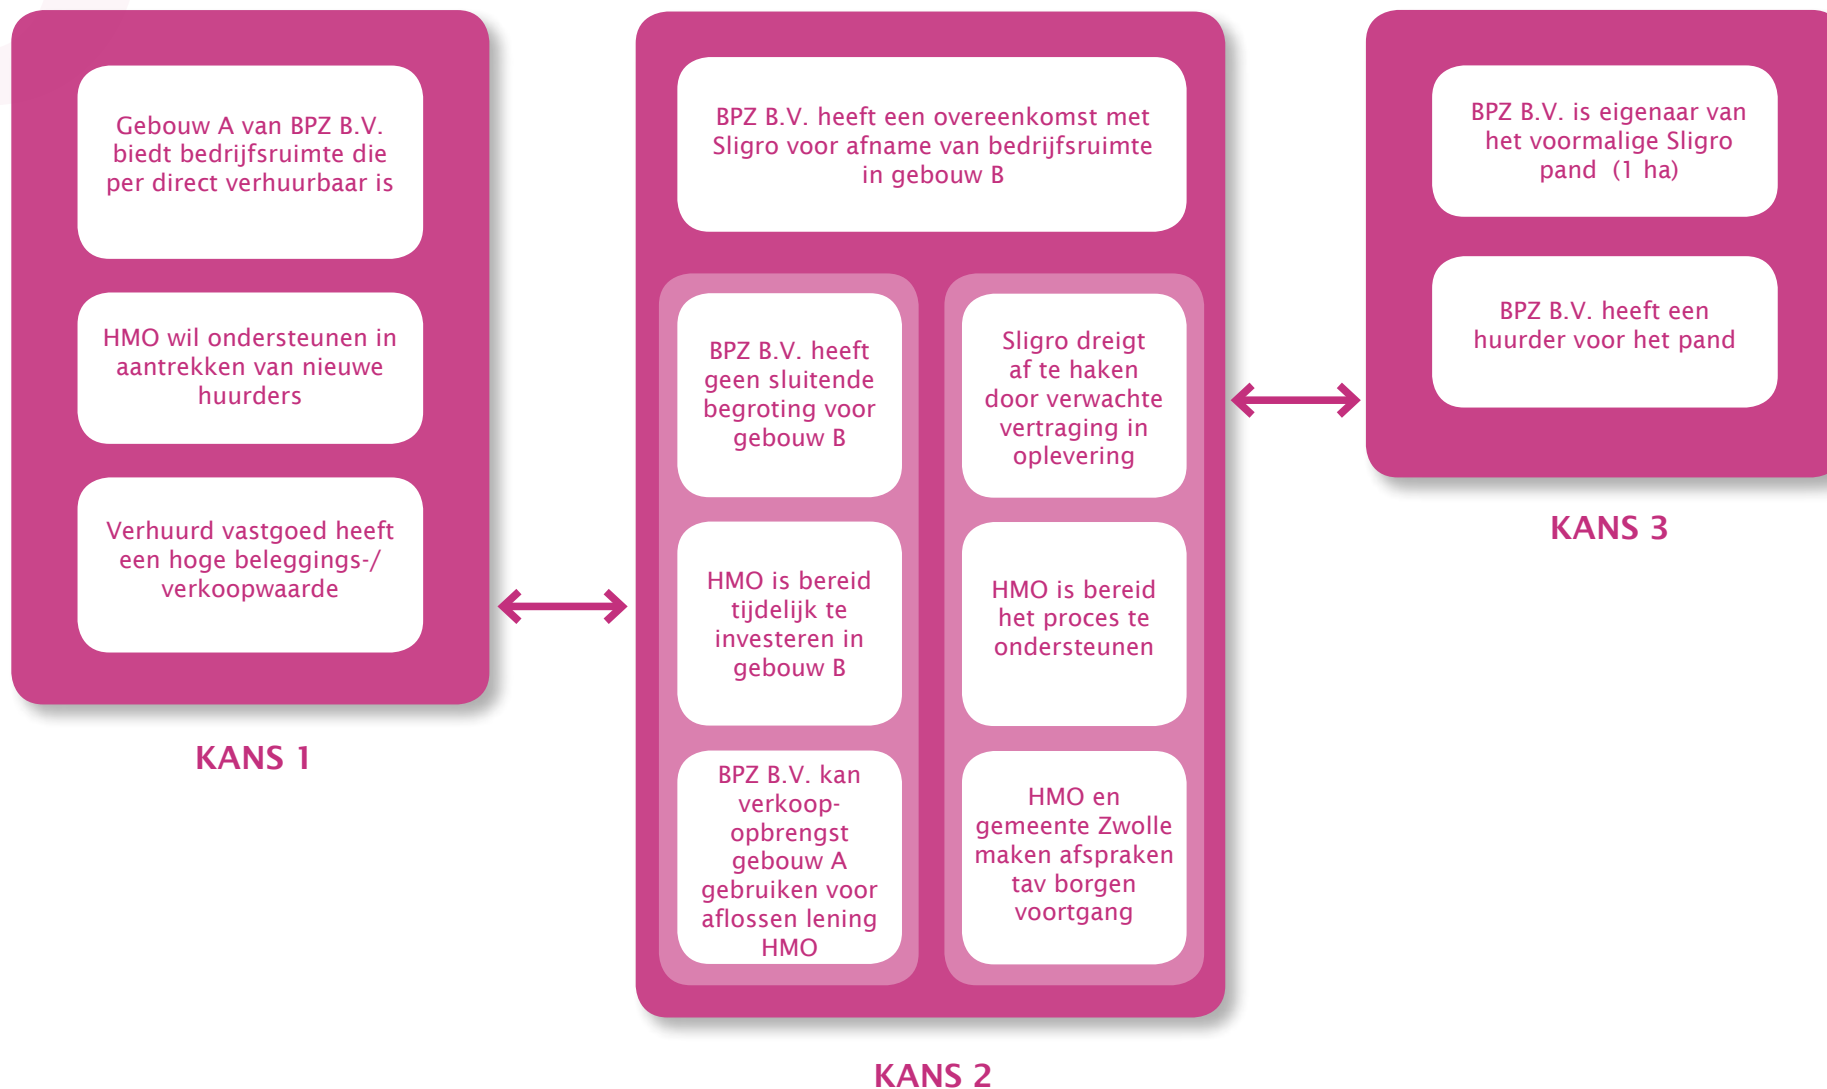 Gebouw A van BPZ B.V.
biedt bedrijfsruimte die
per direct verhuurbaar is
HMO wil ondersteunen in
aantrekken van nieuwe
huurders
Verhuurd vastgoed heeft
een hoge beleggings-/
verkoopwaarde
KANS 1
BPZ B.V. heeft een overeenkomst met
Sligro voor afname van bedrijfsruimte
in gebouw B
BPZ B.V. heeft
geen sluitende
begroting voor
gebouw B
HMO is bereid
tijdelijk te
investeren in
gebouw B
BPZ B.V. kan
verkoop-
opbrengst
gebouw A
gebruiken voor
aflossen lening
HMO
Sligro dreigt
af te haken
door verwachte
vertraging in
oplevering
HMO is bereid
het proces te
ondersteunen
HMO en
gemeente Zwolle
maken afspraken
tav borgen
voortgang
KANS 2
BPZ B.V. is eigenaar van
het voormalige Sligro
pand (1 ha)
BPZ B.V. heeft een
huurder voor het pand
KANS 3